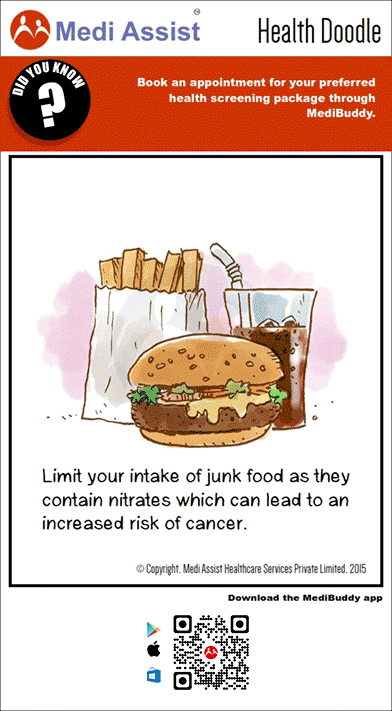 Medi Assist
Health Doodle
DID YOU KNOW
?
Book an appointment for your preferred
health screening package through
MediBuddy.
Limit your intake of junk food as they
contain nitrates which can lead to an
increased risk of cancer.
© Copyright, Medi Assist Healthcare Services Private Limited, 2015
Download the MediBuddy app